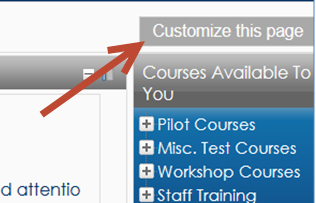 Customize this page
Courses Available To
You
Pilot Courses
Misc. Test Courses
Workshop Courses
Staff Training
d attentio